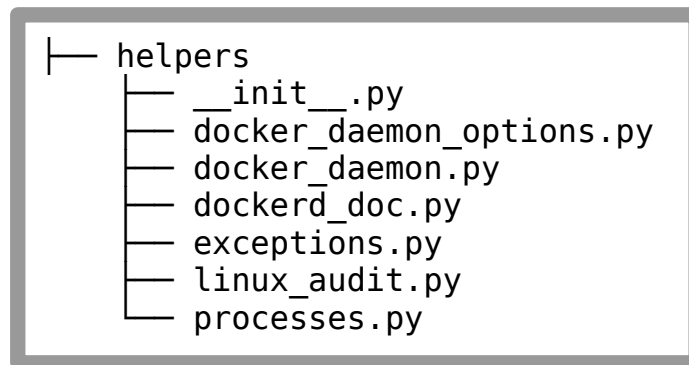 ├── helpers
    ├── __init__.py
    ├── docker_daemon_options.py
    ├── docker_daemon.py
    ├── dockerd_doc.py
    ├── exceptions.py
    ├── linux_audit.py
    └── processes.py